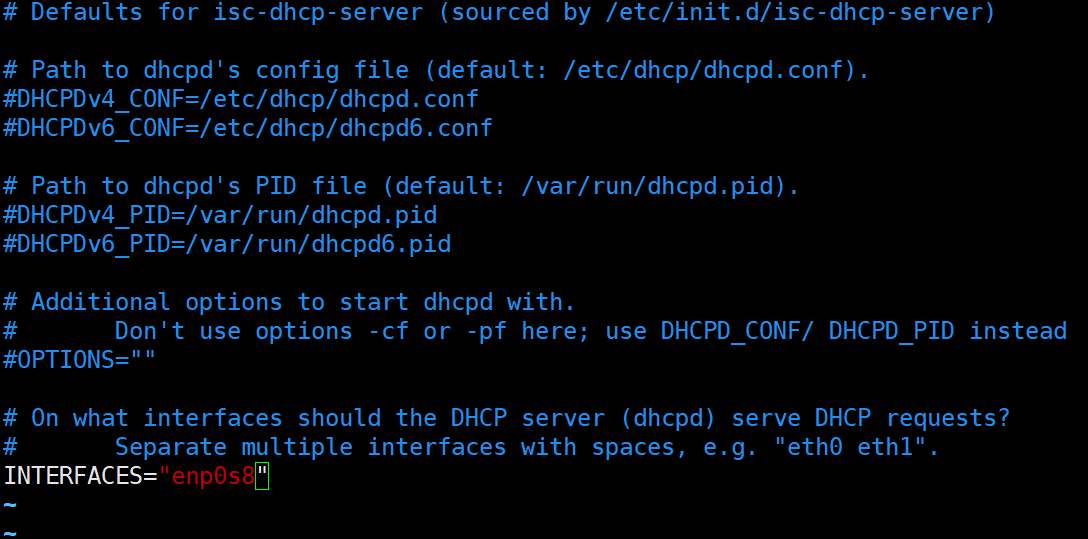 # Defaults for isc-dhcp-server (sourced by /etc/init.d/isc-dhcp-server)
# Path to dhcpd's config file (default: /etc/dhcp/dhcpd.conf).
#DHCPDv4_CONF=/etc/dhcp/dhcpd.conf
#DHCPDv6_CONF=/etc/dhcp/dhcpd6.conf
# Path to dhcpd's PID file (default: /var/run/dhcpd.pid).
#DHCPDv4_PID=/var/run/dhcpd.pid
#DHCPDv6_PID=/var/run/dhcpd6.pid
# Additional options to start dhcpd with.
#       Don't use options -cf or -pf here; use DHCPD_CONF/ DHCPD_PID instead
#OPTIONS=""
# On what interfaces should the DHCP server (dhcpd) serve DHCP requests?
#       Separate multiple interfaces with spaces, e.g. "eth0 eth1".
INTERFACES="enp0s8"
~
~